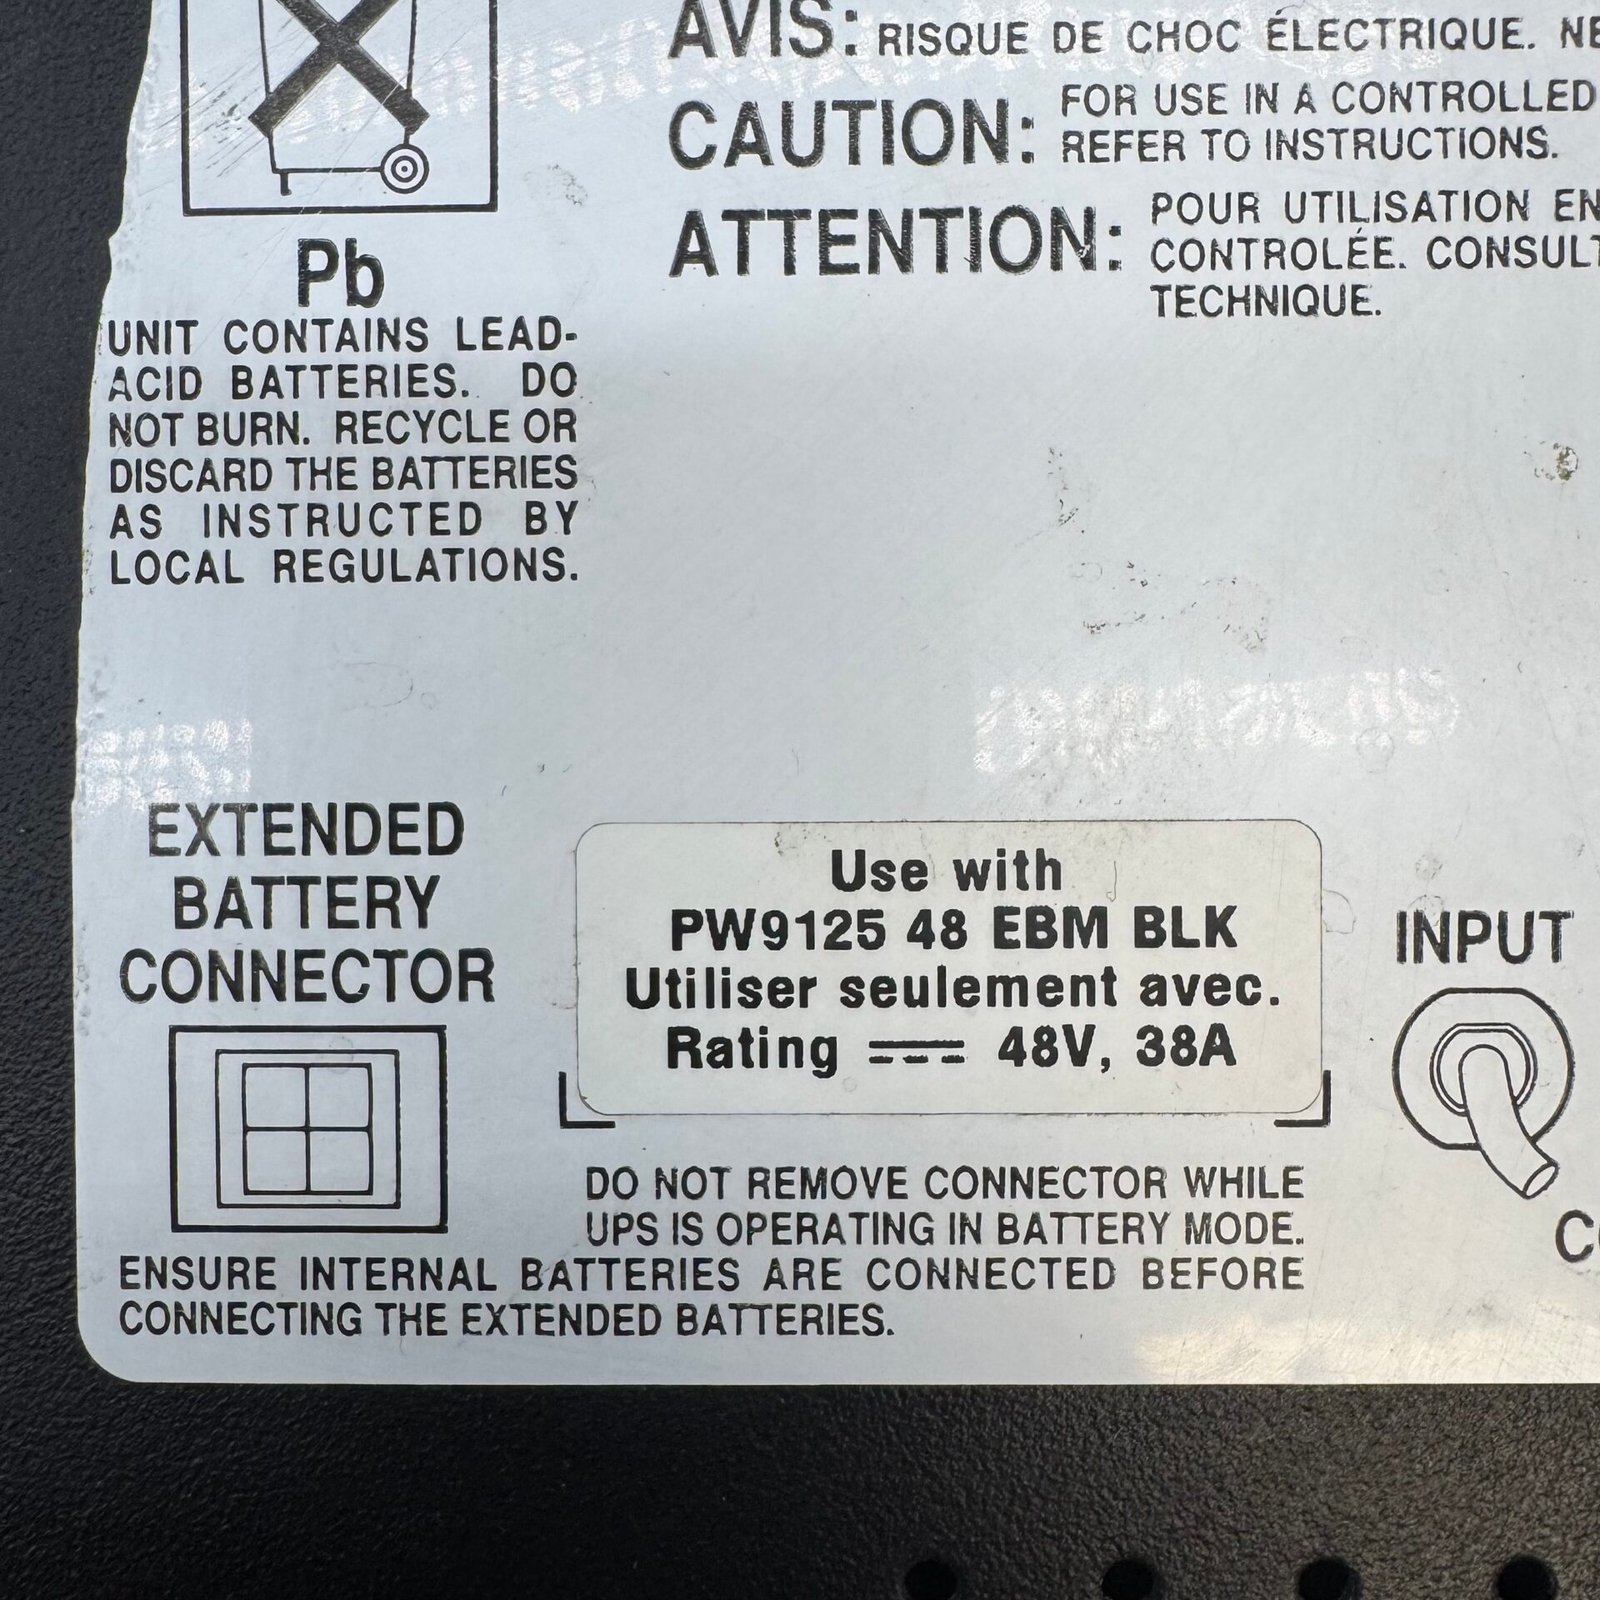 AVIS: RISQUE DE CHOC ÉLECTRIQUE. NE
CAUTION: FOR USE IN A CONTROLLED
REFER TO INSTRUCTIONS.
ATTENTION: POUR UTILISATION EN
CONTROLÉE. CONSULT
TECHNIQUE.
Pb
UNIT CONTAINS LEAD-
ACID BATTERIES. DO
NOT BURN. RECYCLE OR
DISCARD THE BATTERIES
AS INSTRUCTED BY
LOCAL REGULATIONS.
EXTENDED
BATTERY
CONNECTOR
Use with
PW9125 48 EBM BLK
Utiliser seulement avec.
Rating ⎓ 48V, 38A
INPUT
DO NOT REMOVE CONNECTOR WHILE
UPS IS OPERATING IN BATTERY MODE.
ENSURE INTERNAL BATTERIES ARE CONNECTED BEFORE
CONNECTING THE EXTENDED BATTERIES.